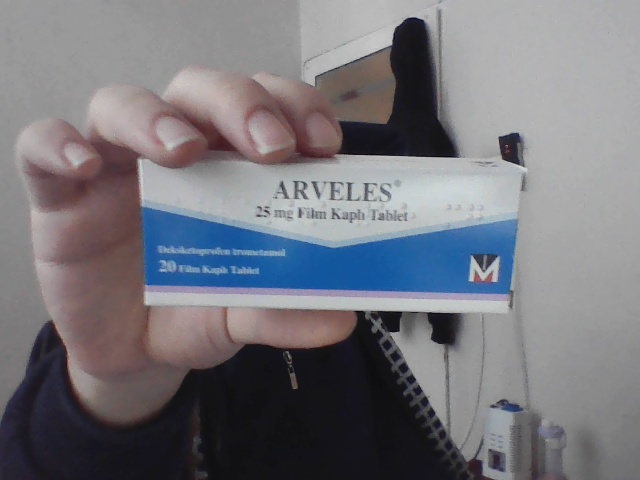 ARVELES®
25 mg Film Kaplı Tablet
Deksketoprofen trometamol
20 Film Kaplı Tablet
M